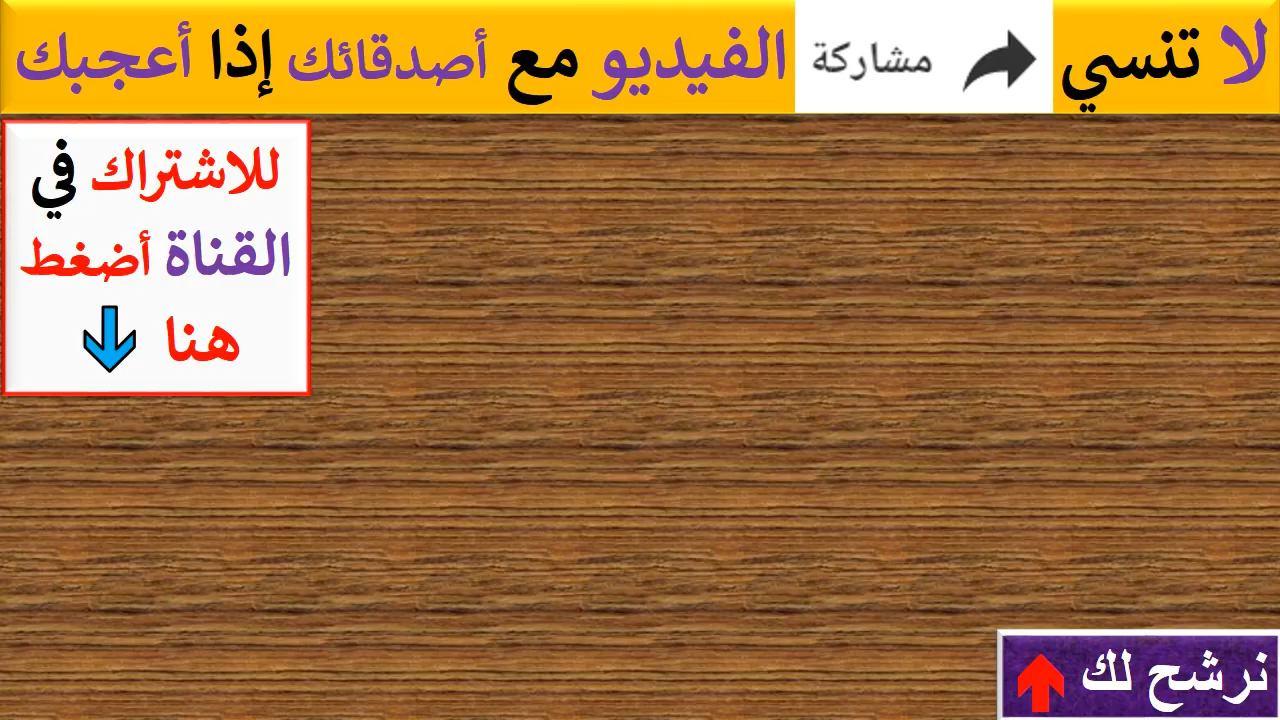 لا تنسي مشاركة الفيديو مع أصدقائك إذا أعجبك
للاشتراك في
القناة أضغط
هنا
نرشح لك